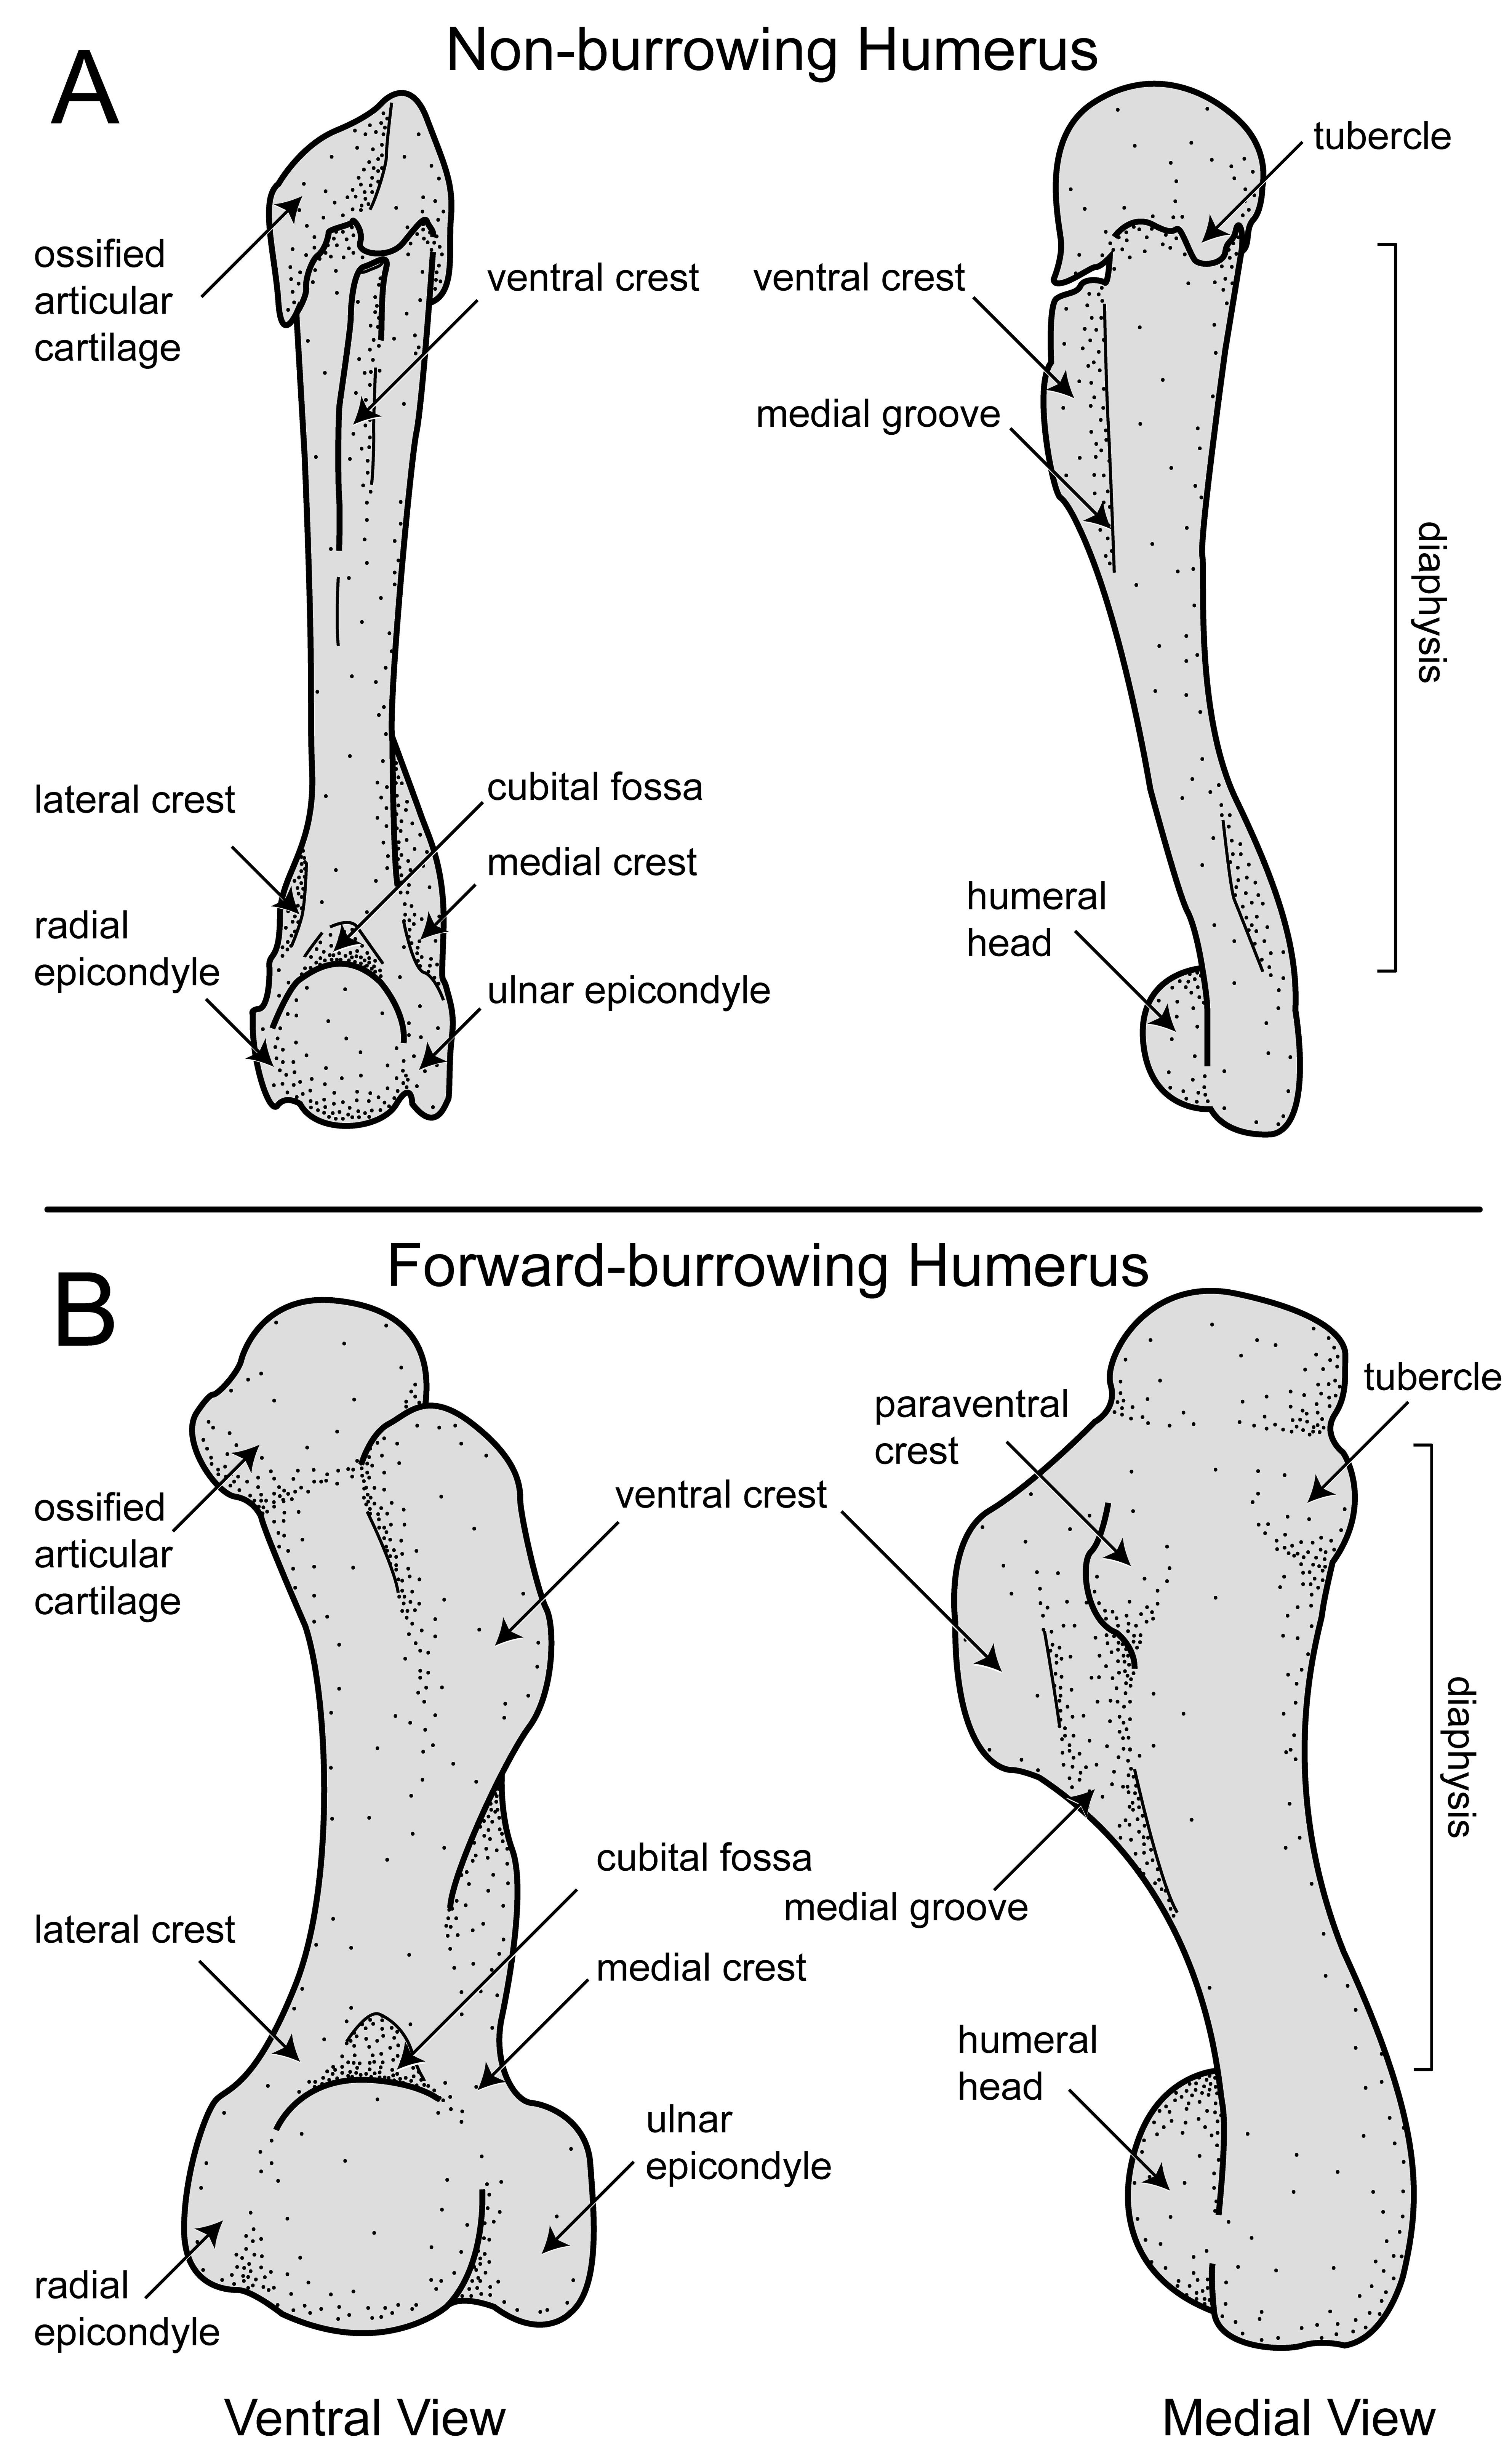 A
Non-burrowing Humerus
tubercle
ossified
articular
cartilage
ventral crest
ventral crest
medial groove
diaphysis
lateral crest
cubital fossa
medial crest
radial
epicondyle
humeral
head
ulnar epicondyle
B
Forward-burrowing Humerus
tubercle
paraventral
crest
ventral crest
ossified
articular
cartilage
diaphysis
cubital fossa
medial groove
lateral crest
medial crest
humeral
head
ulnar
epicondyle
radial
epicondyle
Ventral View
Medial View